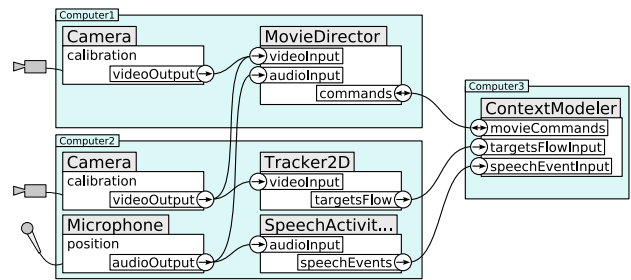 Computer1
Camera
calibration
videoOutput
MovieDirector
videoInput
audioInput
commands
Computer2
Camera
calibration
videoOutput
Microphone
position
audioOutput
Tracker2D
videoInput
targetsFlow
SpeechActivit...
audioInput
speechEvents
Computer3
ContextModeler
movieCommands
targetsFlowInput
speechEventInput